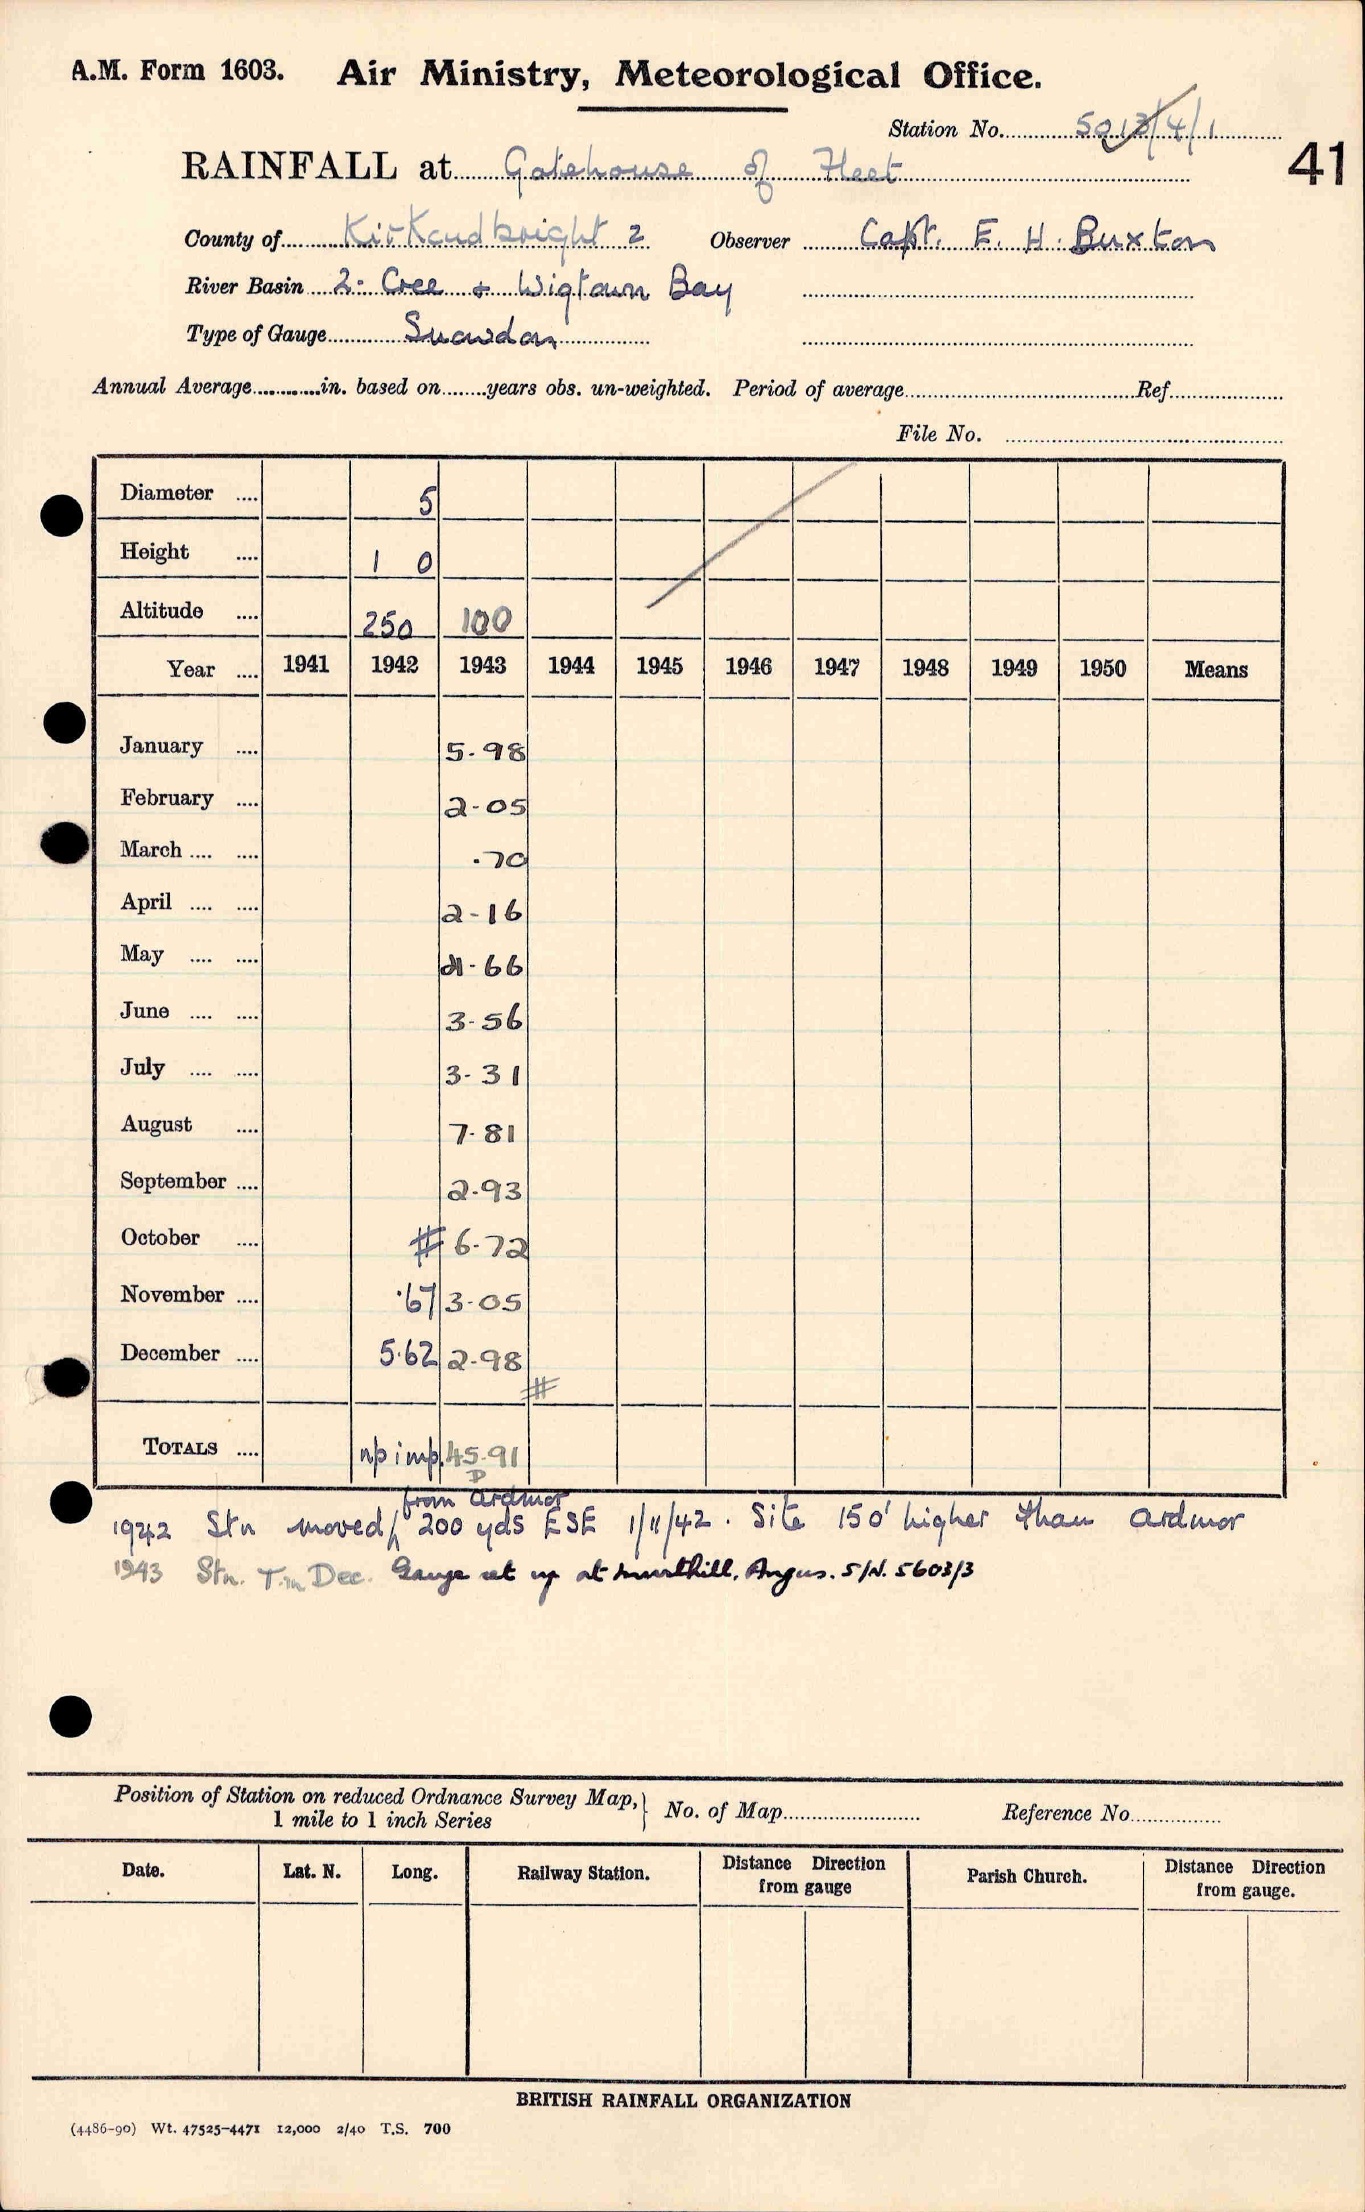 A.M. Form 1603. Air Ministry, Meteorological Office.
Station No. 5013/4/1
41
RAINFALL at Gatehouse of Fleet
County of Kirkcudbright 2 Observer Capt. E. H. Buxton
River Basin 2. Cree + Wigtown Bay
Type of Gauge Snowdon
Annual Average in. based on years obs. un-weighted. Period of average Ref.
File No.
Diameter 5
Height 1 0
Altitude 250 100
Year 1941 1942 1943 1944 1945 1946 1947 1948 1949 1950 Means
January 5.98
February 2.05
March .70
April 2.16
May 4.66
June 3.56
July 3.31
August 7.81
September 2.93
October # 6.72
November .67 3.05
December 5.62 2.98
#
TOTALS np imp. 45.91
D
from Ardmor
1942 Stn moved 200 yds ESE 1/11/42. Site 150' higher than Ardmor
1943 Stn. Tm Dec. Gauge set up at Angus. S/N. 5603/3
Position of Station on reduced Ordnance Survey Map, 1 mile to 1 inch Series } No. of Map Reference No.
Date. Lat. N. Long. Railway Station. Distance Direction from gauge Parish Church. Distance Direction from gauge.
BRITISH RAINFALL ORGANIZATION
(4486-90) Wt. 47525-4471 12,000 2/40 T.S. 700